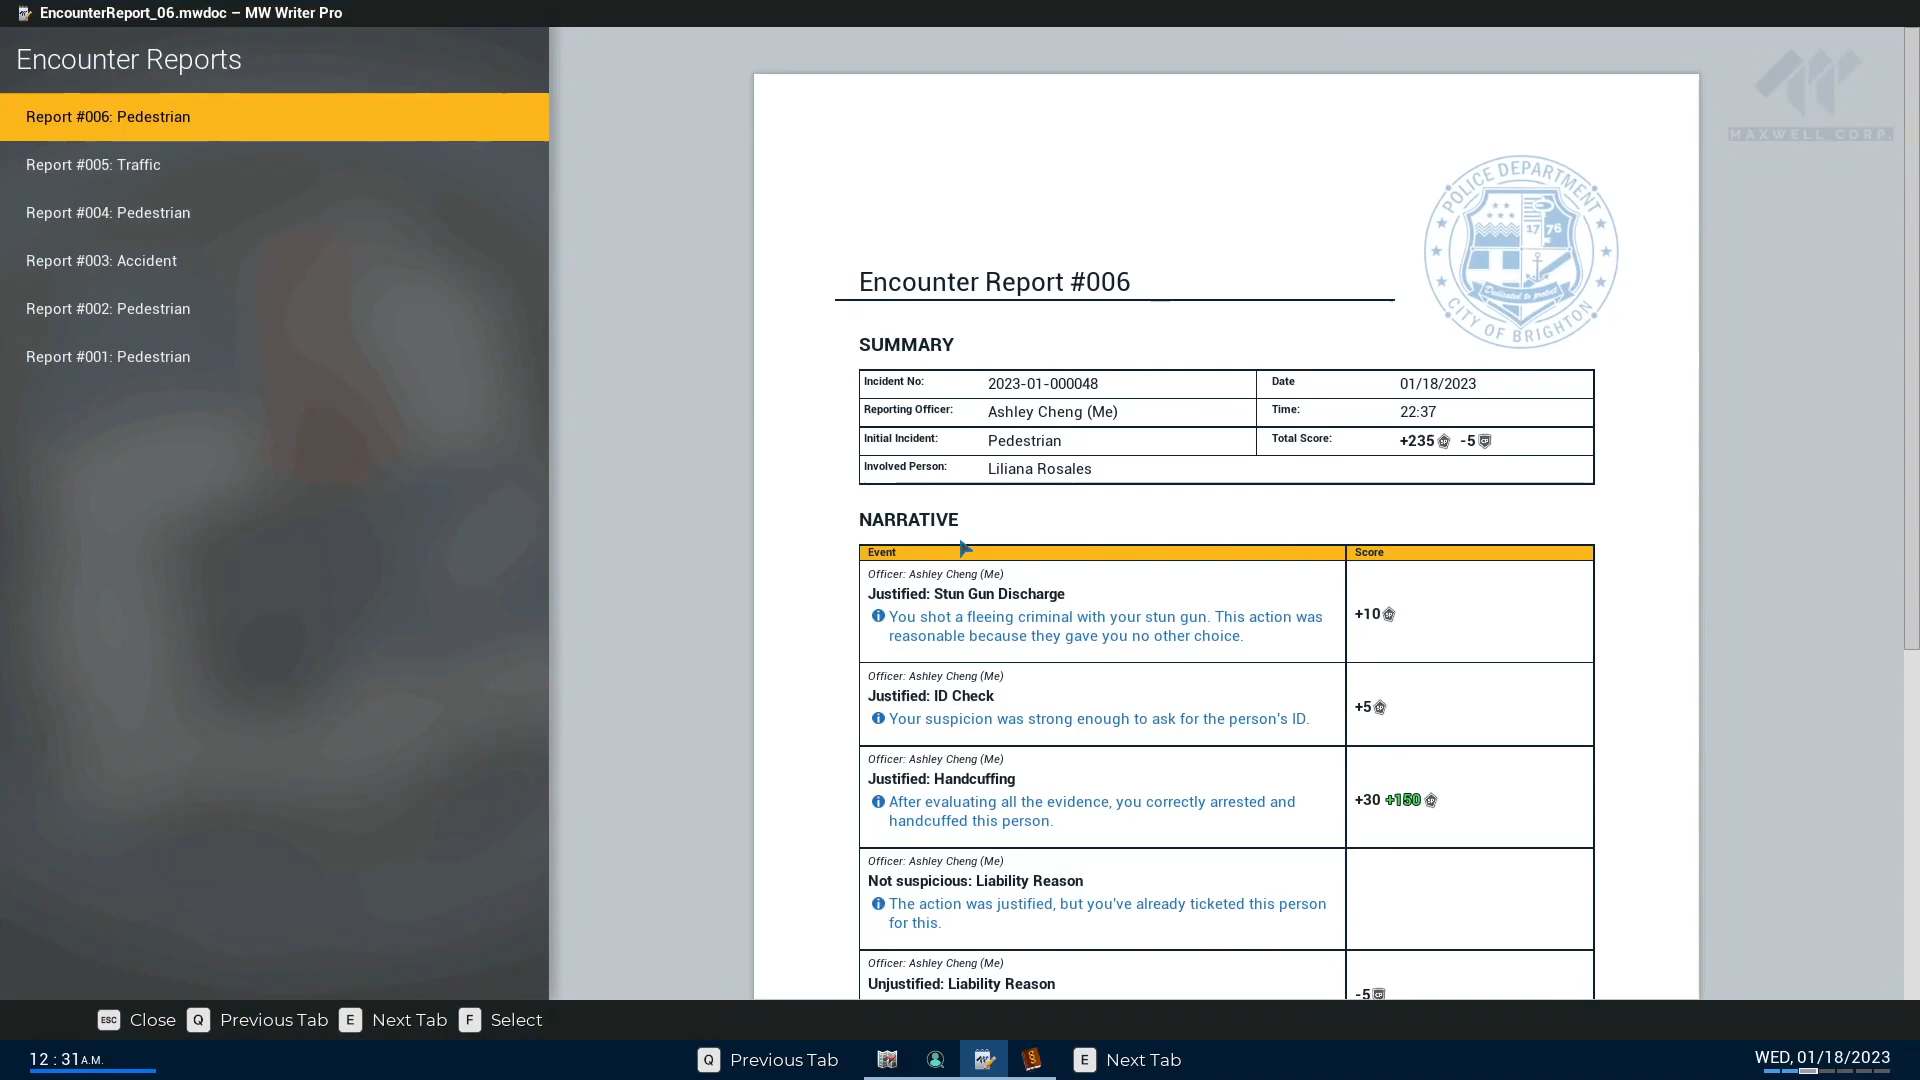 EncounterReport_06.mwdoc – MW Writer Pro
Encounter Reports
Report #006: Pedestrian
Report #005: Traffic
Report #004: Pedestrian
Report #003: Accident
Report #002: Pedestrian
Report #001: Pedestrian
MAXWELL CORP.
POLICE DEPARTMENT
17 76
Dedicated to protect
CITY OF BRIGHTON
Encounter Report #006
SUMMARY
Incident No: 2023-01-000048 Date 01/18/2023
Reporting Officer: Ashley Cheng (Me) Time: 22:37
Initial Incident: Pedestrian Total Score: +235 -5
Involved Person: Liliana Rosales
NARRATIVE
Event Score
Officer: Ashley Cheng (Me)
Justified: Stun Gun Discharge
You shot a fleeing criminal with your stun gun. This action was
reasonable because they gave you no other choice.
+10
Officer: Ashley Cheng (Me)
Justified: ID Check
Your suspicion was strong enough to ask for the person's ID.
+5
Officer: Ashley Cheng (Me)
Justified: Handcuffing
After evaluating all the evidence, you correctly arrested and
handcuffed this person.
+30 +150
Officer: Ashley Cheng (Me)
Not suspicious: Liability Reason
The action was justified, but you've already ticketed this person
for this.
Officer: Ashley Cheng (Me)
Unjustified: Liability Reason
-5
ESC Close Q Previous Tab E Next Tab F Select
12 : 31 A.M.
Q Previous Tab E Next Tab
WED, 01/18/2023